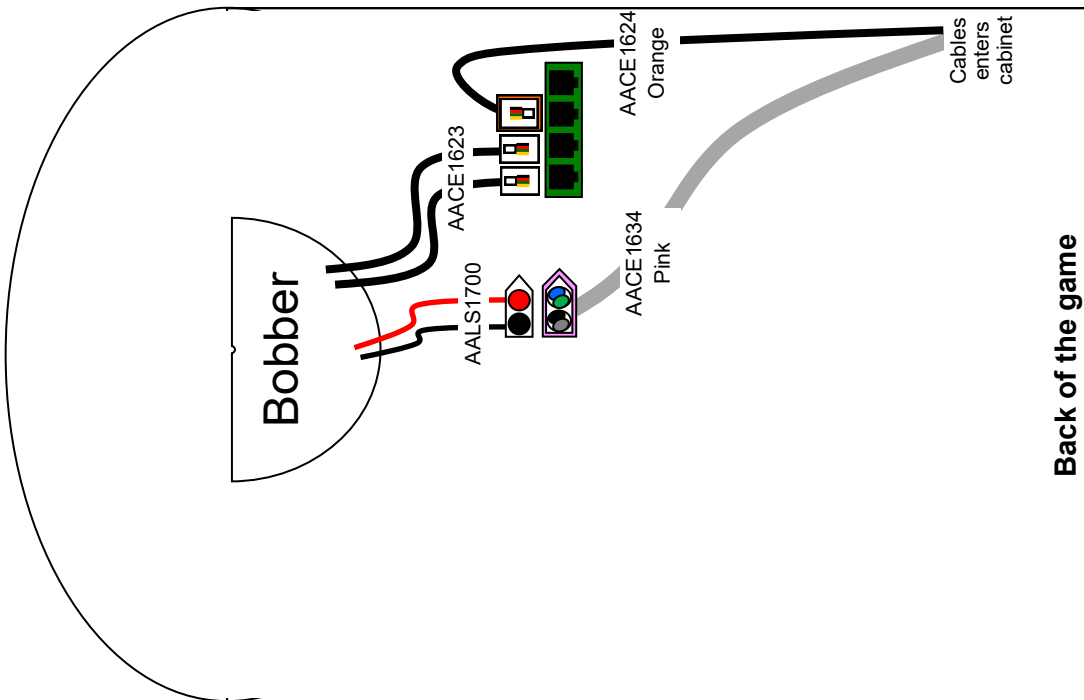 Bobber
AALS1700
AACE1623
AACE1624
Orange
AACE1634
Pink
Cables
enters
cabinet
Back of the game